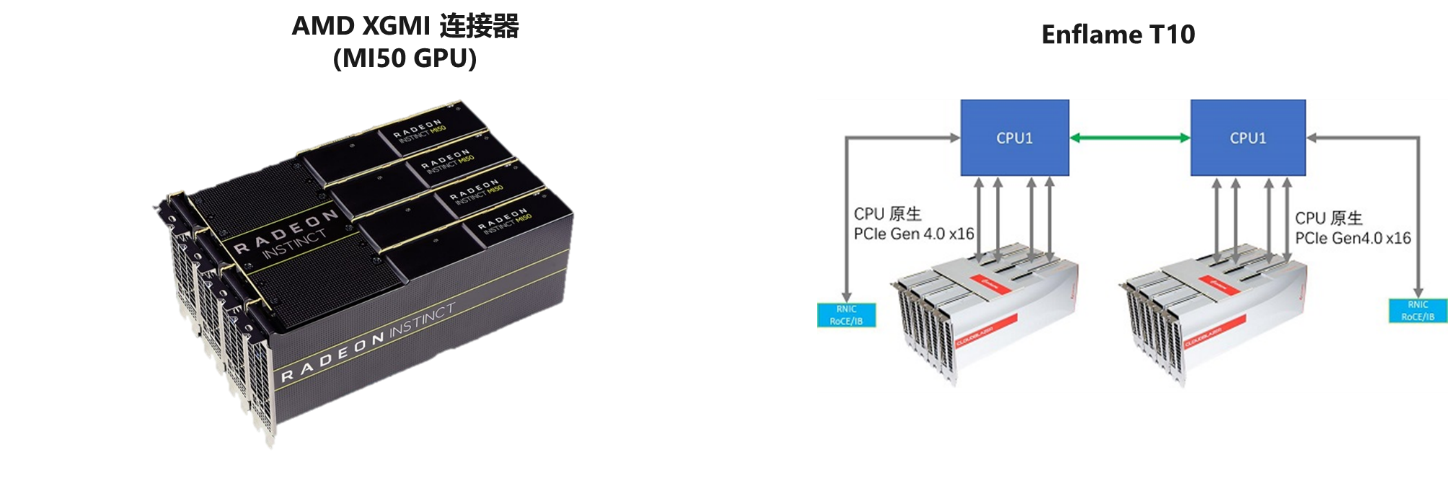 AMD XGMI 连接器
(MI50 GPU)
RADEON
INSTINCT MI50
RADEON
INSTINCT MI50
RADEON
INSTINCT MI50
RADEON
INSTINCT MI50
RADEON
INSTINCT
RADEON INSTINCT
Enflame T10
CPU1
CPU1
CPU 原生
PCIe Gen 4.0 x16
CPU 原生
PCIe Gen4.0 x16
RNIC
RoCE/IB
RNIC
RoCE/IB
CLOUDBLAZER
CLOUDBLAZER